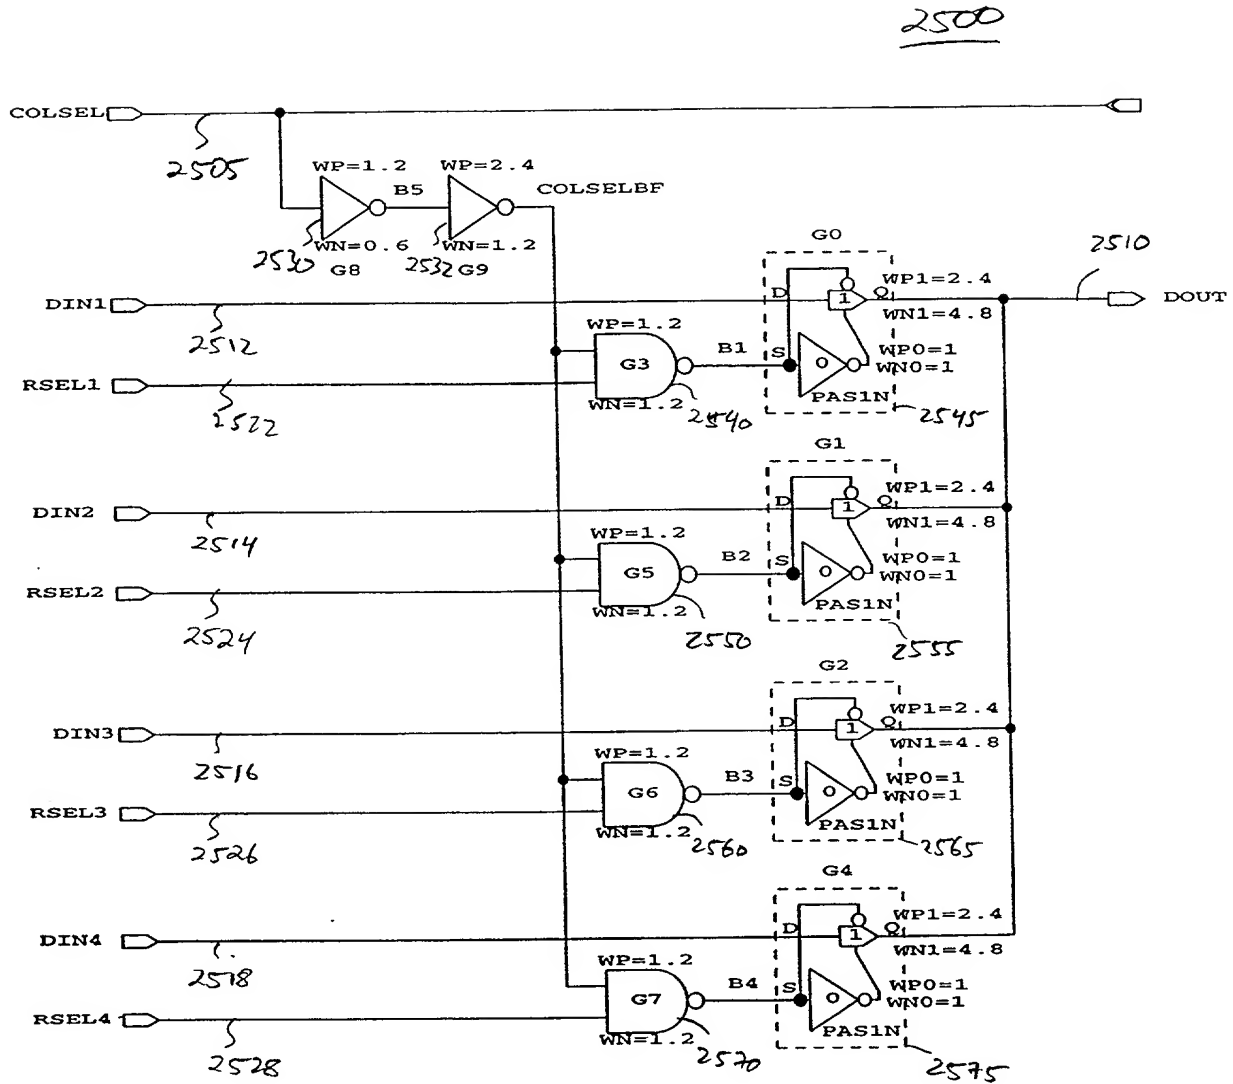 2500
COLSEL
2505
WP=1.2
WP=2.4
B5
COLSELBF
WN=0.6
WN=1.2
2530
G8
2532
G9
G0
2510
DIN1
D
1
Q
WP1=2.4
WN1=4.8
DOUT
2512
WP=1.2
G3
B1
S
0
WP0=1
WN0=1
RSEL1
WN=1.2
PAS1N
2522
2540
2545
G1
DIN2
D
1
Q
WP1=2.4
WN1=4.8
2514
WP=1.2
G5
B2
S
0
WP0=1
WN0=1
RSEL2
WN=1.2
PAS1N
2524
2550
2555
G2
DIN3
D
1
Q
WP1=2.4
WN1=4.8
2516
WP=1.2
G6
B3
S
0
WP0=1
WN0=1
RSEL3
WN=1.2
PAS1N
2526
2560
2565
G4
DIN4
D
1
Q
WP1=2.4
WN1=4.8
2518
WP=1.2
G7
B4
S
0
WP0=1
WN0=1
RSEL4
WN=1.2
PAS1N
2528
2570
2575